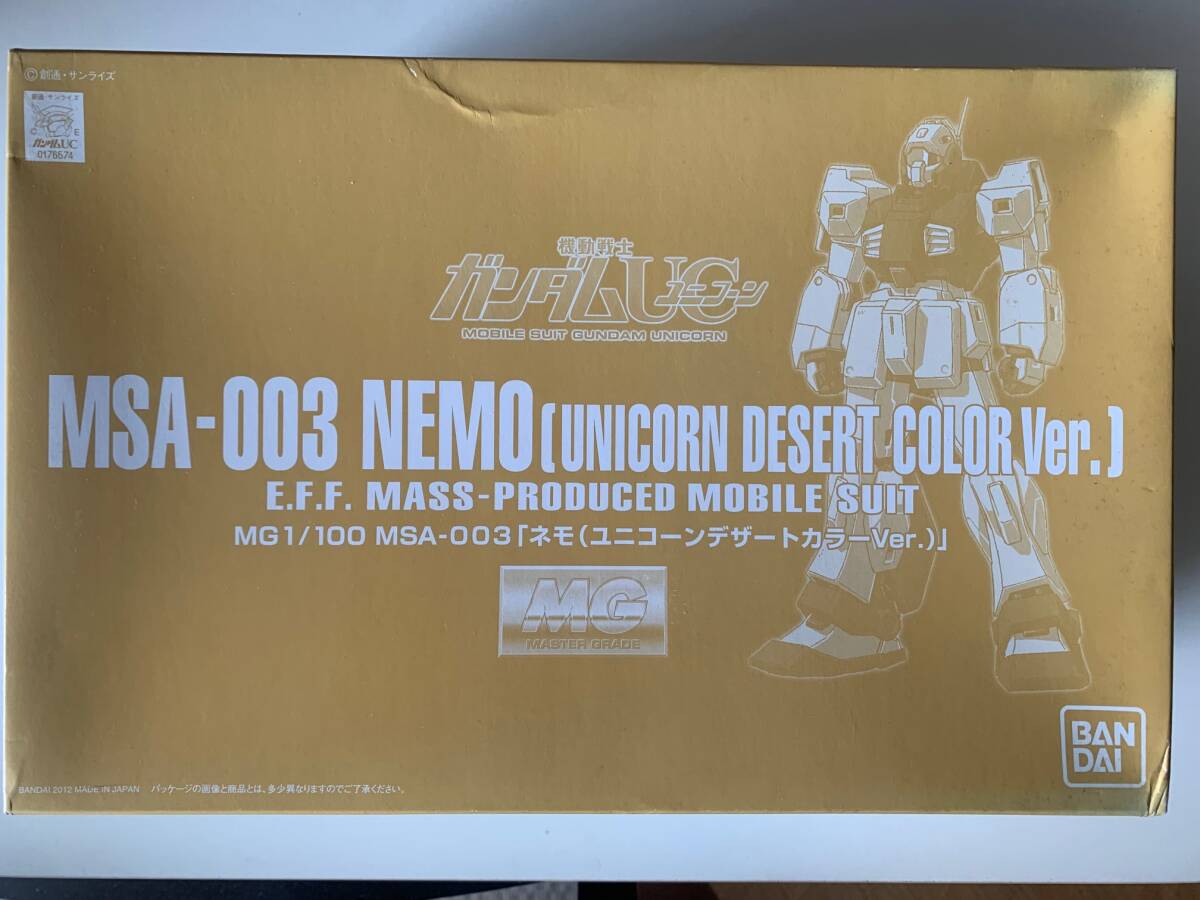 ©創通・サンライズ
創通・サンライズ
C E
ガンダムUC
0176574
機動戦士
ガンダムUC
ユニコーン
MOBILE SUIT GUNDAM UNICORN
MSA-003 NEMO(UNICORN DESERT COLOR Ver.)
E.F.F. MASS-PRODUCED MOBILE SUIT
MG1/100 MSA-003「ネモ(ユニコーンデザートカラーVer.)」
MG
MASTER GRADE
BAN
DAI
BANDAI 2012 MADE IN JAPAN パッケージの画像と商品とは、多少異なりますのでご了承ください。